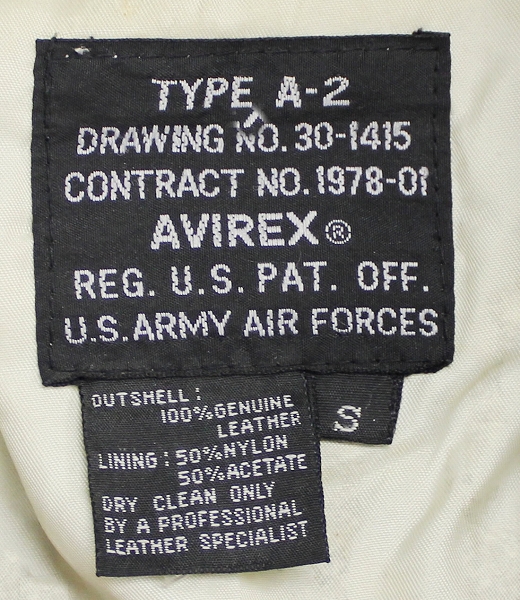 TYPE A-2
DRAWING NO. 30-1415
CONTRACT NO. 1978-01
AVIREX®
REG. U.S. PAT. OFF.
U.S. ARMY AIR FORCES
OUTSHELL:
100% GENUINE
LEATHER
LINING: 50% NYLON
50% ACETATE
DRY CLEAN ONLY
BY A PROFESSIONAL
LEATHER SPECIALIST
S